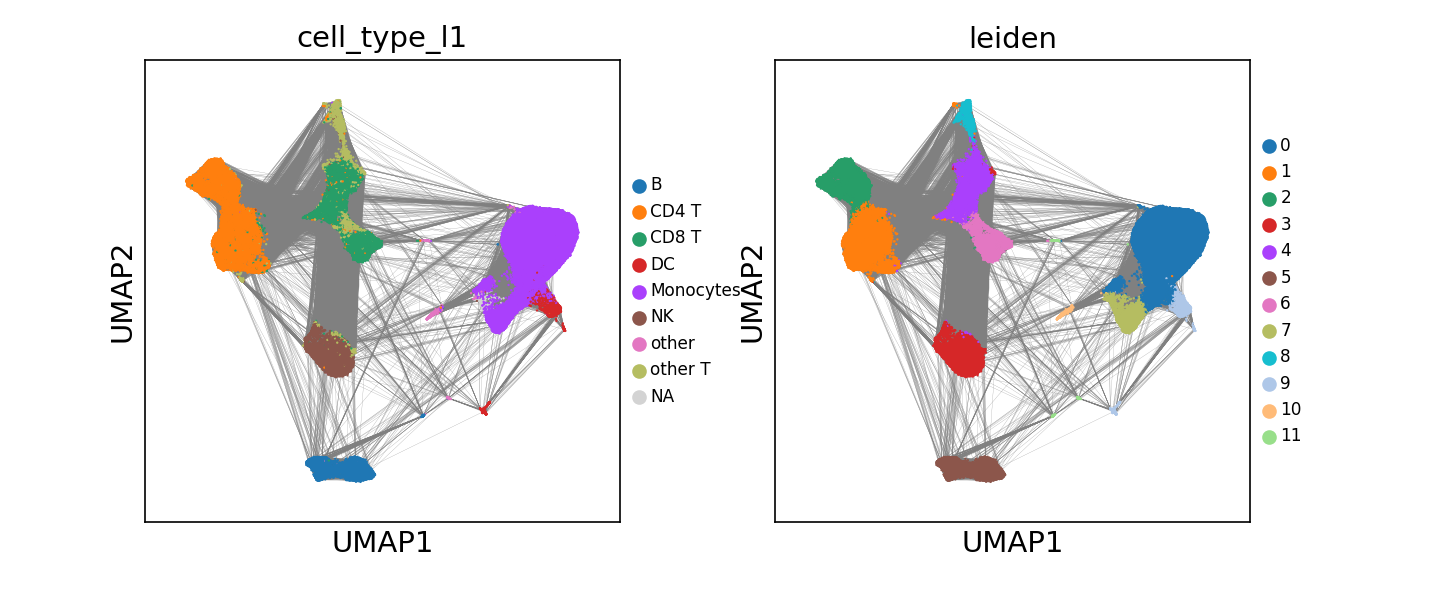 cell_type_l1
UMAP2
UMAP1
B
CD4 T
CD8 T
DC
Monocytes
NK
other
other T
NA
leiden
UMAP2
UMAP1
0
1
2
3
4
5
6
7
8
9
10
11